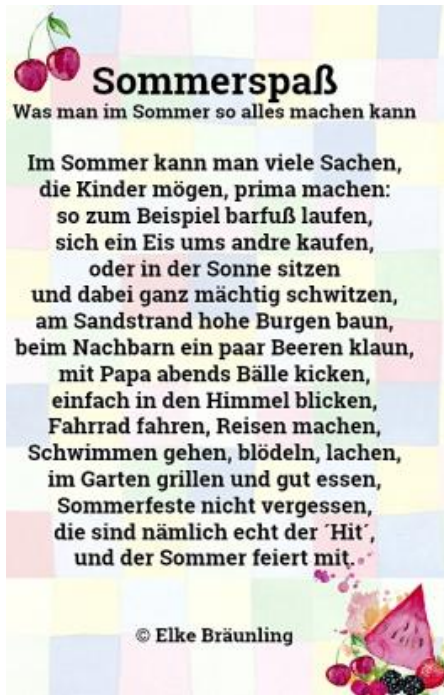 Sommerspaß
Was man im Sommer so alles machen kann
Im Sommer kann man viele Sachen,
die Kinder mögen, prima machen:
so zum Beispiel barfuß laufen,
sich ein Eis ums andre kaufen,
oder in der Sonne sitzen
und dabei ganz mächtig schwitzen,
am Sandstrand hohe Burgen baun,
beim Nachbarn ein paar Beeren klaun,
mit Papa abends Bälle kicken,
einfach in den Himmel blicken,
Fahrrad fahren, Reisen machen,
Schwimmen gehen, blödeln, lachen,
im Garten grillen und gut essen,
Sommerfeste nicht vergessen,
die sind nämlich echt der ´Hit´,
und der Sommer feiert mit.
© Elke Bräunling